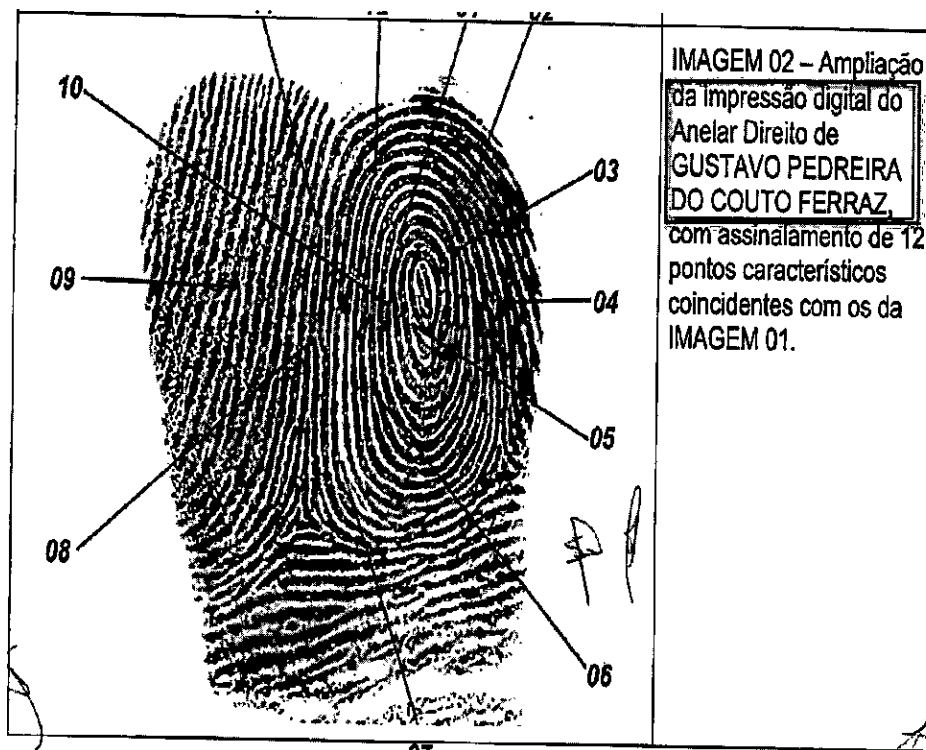 10
03
09
04
05
08
06
IMAGEM 02 – Ampliação
da impressão digital do
Anelar Direito de
GUSTAVO PEDREIRA
DO COUTO FERRAZ,
com assinalamento de 12
pontos característicos
coincidentes com os da
IMAGEM 01.